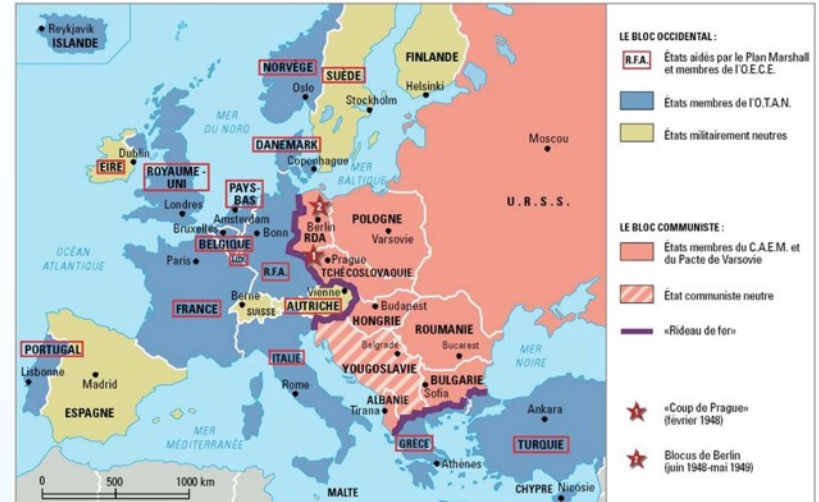 Reykjavik
ISLANDE
NORVÈGE
Oslo
SUÈDE
Stockholm
FINLANDE
Helsinki
MER
DU NORD
DANEMARK
Copenhague
MER
BALTIQUE
Moscou
U.R.S.S.
Dublin
EIRE
ROYAUME-
UNI
Londres
PAYS-
BAS
Amsterdam
Bruxelles
BELGIQUE
LUX.
Bonn
R.F.A.
Berlin
RDA
2
POLOGNE
Varsovie
1
Prague
TCHÉCOSLOVAQUIE
OCÉAN
ATLANTIQUE
Paris
FRANCE
Berne
SUISSE
Vienne
AUTRICHE
Budapest
HONGRIE
ROUMANIE
Bucarest
Belgrade
YOUGOSLAVIE
BULGARIE
Sofia
MER
NOIRE
PORTUGAL
Lisbonne
Madrid
ESPAGNE
ITALIE
Rome
ALBANIE
Tirana
GRÈCE
Athènes
Ankara
TURQUIE
MER
MÉDITERRANÉE
MALTE
CHYPRE
Nicosie
0 500 1000 km
LE BLOC OCCIDENTAL :
R.F.A.
États aidés par le Plan Marshall
et membres de l'O.E.C.E.
États membres de l'O.T.A.N.
États militairement neutres
LE BLOC COMMUNISTE :
États membres du C.A.E.M. et
du Pacte de Varsovie
État communiste neutre
«Rideau de fer»
1
«Coup de Prague»
(février 1948)
2
Blocus de Berlin
(juin 1948-mai 1949)